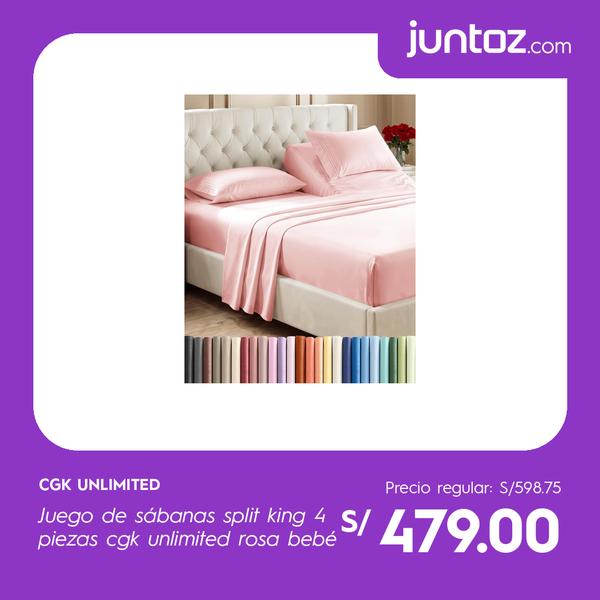 juntoz.com
CGK UNLIMITED
Juego de sábanas split king 4
piezas cgk unlimited rosa bebé
Precio regular: S/598.75
S/ 479.00